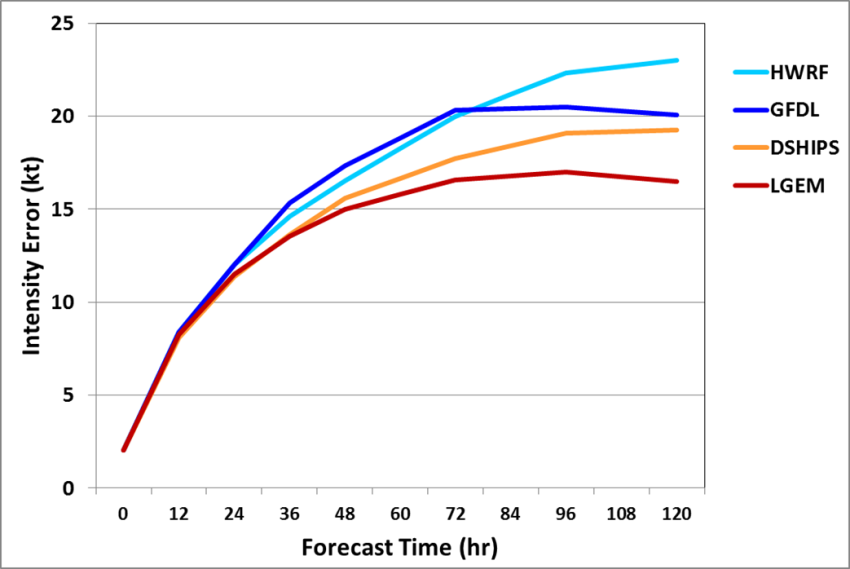 25
20
15
10
5
0
Intensity Error (kt)
0 12 24 36 48 60 72 84 96 108 120
Forecast Time (hr)
HWRF
GFDL
DSHIPS
LGEM